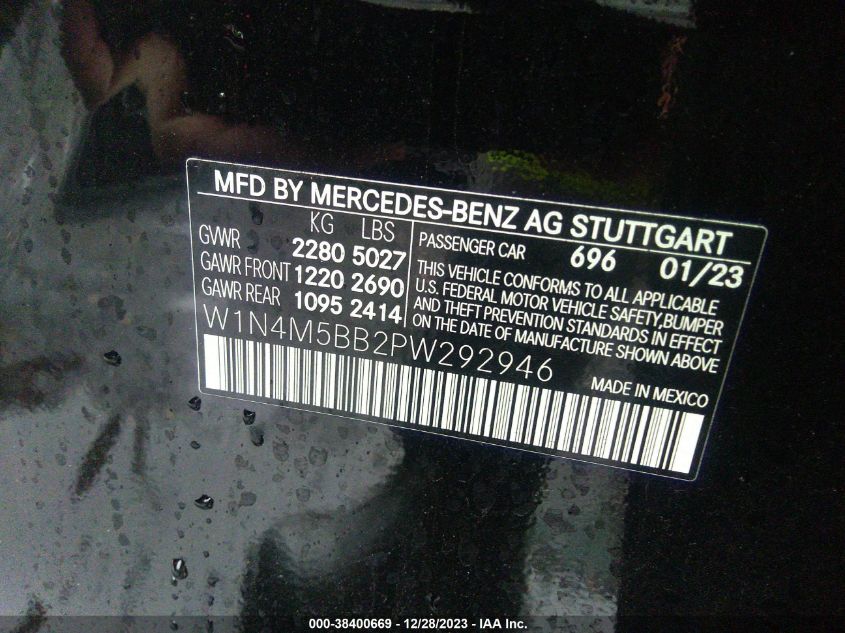 MFD BY MERCEDES-BENZ AG STUTTGART
KG LBS
GVWR 2280 5027
GAWR FRONT 1220 2690
GAWR REAR 1095 2414
PASSENGER CAR 696 01/23
THIS VEHICLE CONFORMS TO ALL APPLICABLE
U.S. FEDERAL MOTOR VEHICLE SAFETY,BUMPER
AND THEFT PREVENTION STANDARDS IN EFFECT
ON THE DATE OF MANUFACTURE SHOWN ABOVE
W1N4M5BB2PW292946
MADE IN MEXICO
000-38400669 - 12/28/2023 - IAA Inc.